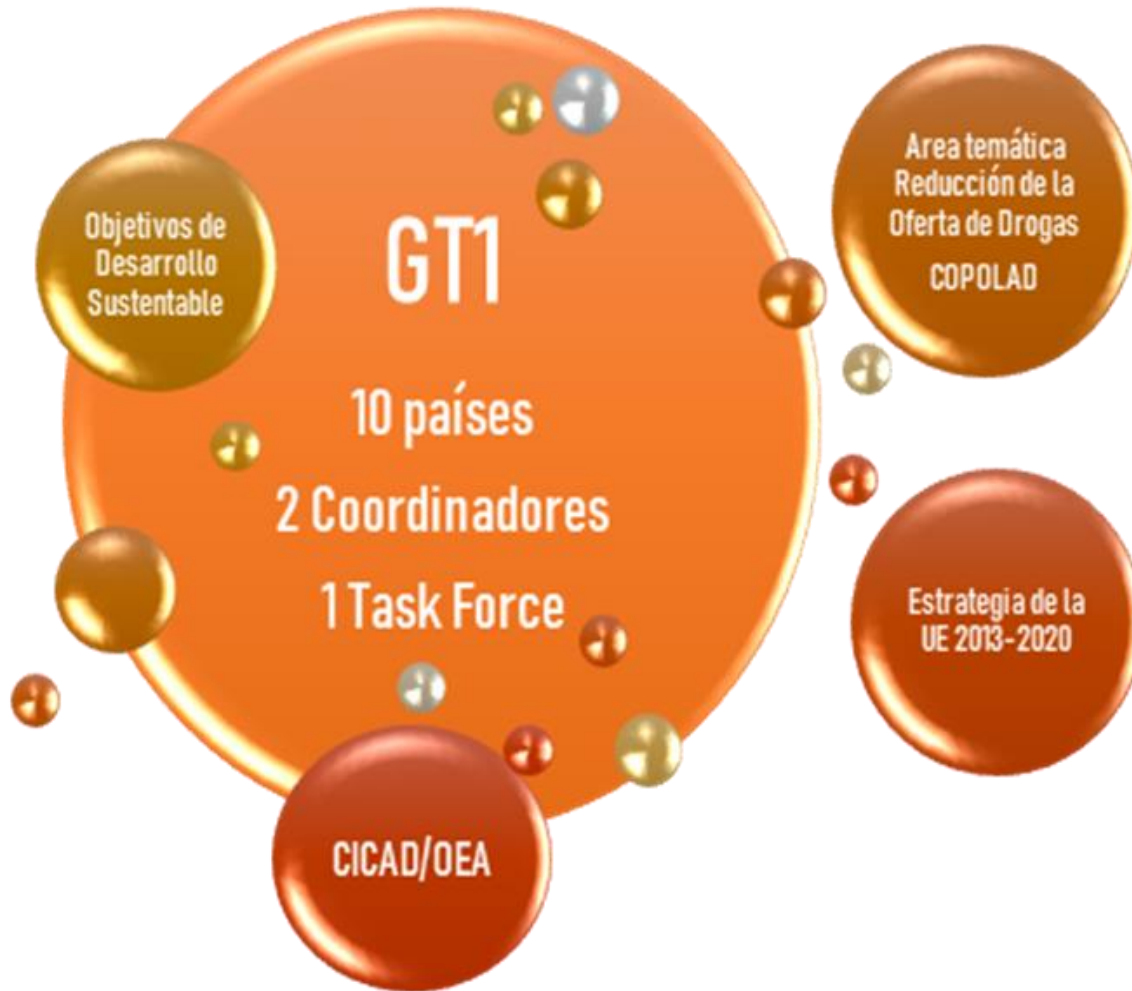 GT1
10 países
2 Coordinadores
1 Task Force
Objetivos de
Desarrollo
Sustentable
Area temática
Reducción de la
Oferta de Drogas
COPOLAD
Estrategia de la
UE 2013-2020
CICAD/OEA